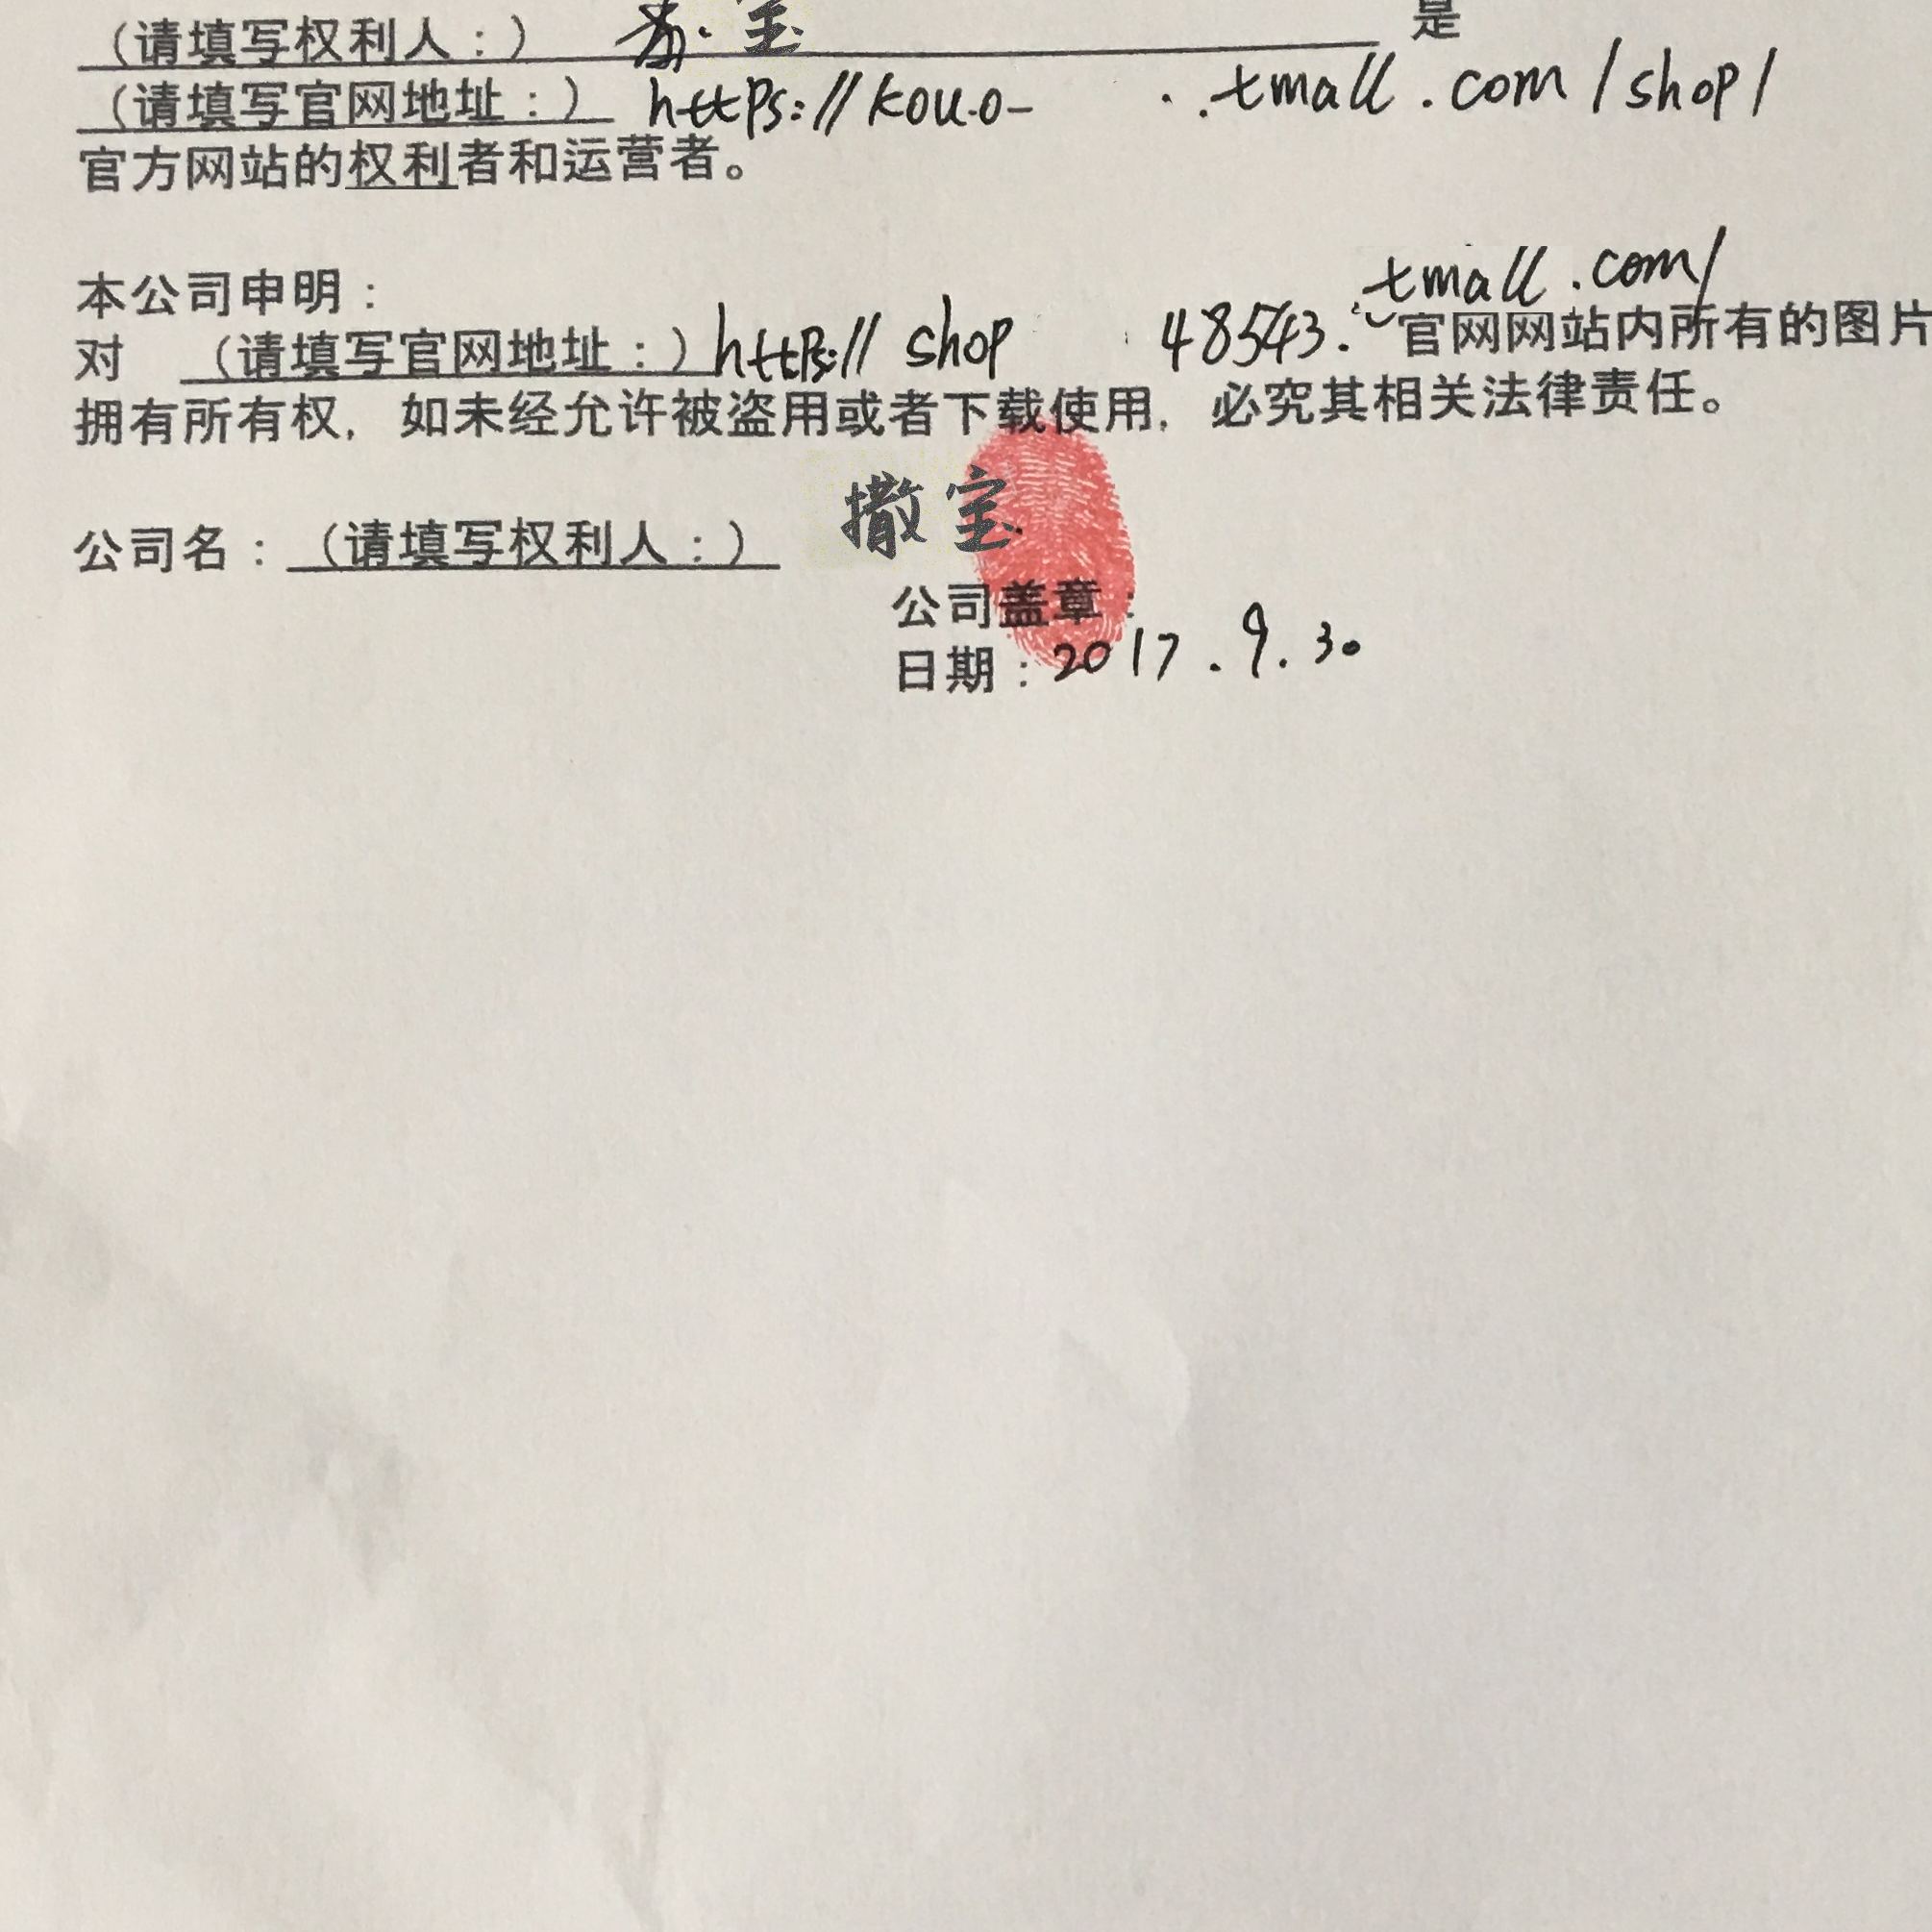 （请填写权利人：） 宝 是
（请填写官网地址：） https://kou.o- .tmall.com/shop/
官方网站的权利者和运营者。
本公司申明：
tmall.com/
对 （请填写官网地址：）https:// shop 48543. 官网网站内所有的图片
拥有所有权，如未经允许被盗用或者下载使用，必究其相关法律责任。
公司名：（请填写权利人：） 撒宝
公司盖章：
日期：2017.9.30